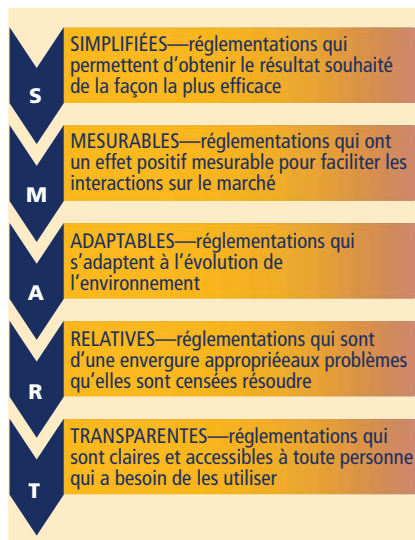 SIMPLIFIÉES—réglementations qui
permettent d'obtenir le résultat souhaité
de la façon la plus efficace
S
MESURABLES—réglementations qui ont
un effet positif mesurable pour faciliter les
interactions sur le marché
M
ADAPTABLES—réglementations qui
s'adaptent à l'évolution de
l'environnement
A
RELATIVES—réglementations qui sont
d'une envergure appropriéeaux problèmes
qu'elles sont censées résoudre
R
TRANSPARENTES—réglementations qui
sont claires et accessibles à toute personne
qui a besoin de les utiliser
T